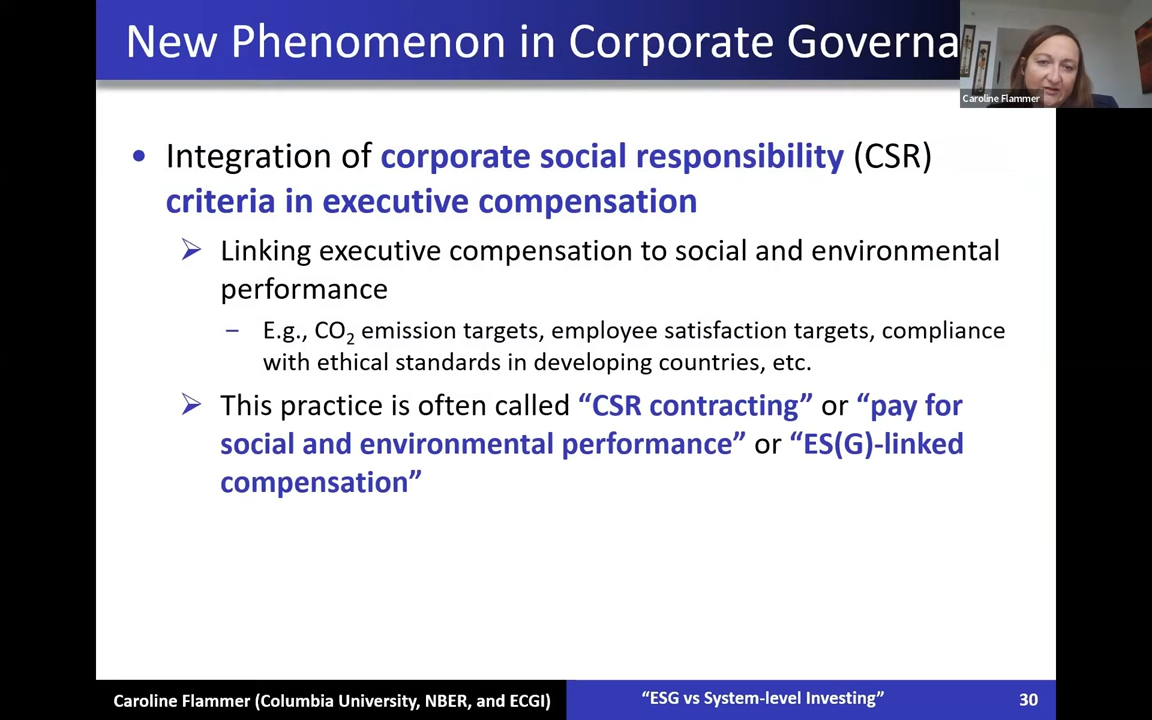 New Phenomenon in Corporate Governa
Caroline Flammer
• Integration of corporate social responsibility (CSR)
criteria in executive compensation
➢ Linking executive compensation to social and environmental
performance
– E.g., CO₂ emission targets, employee satisfaction targets, compliance
with ethical standards in developing countries, etc.
➢ This practice is often called “CSR contracting” or “pay for
social and environmental performance” or “ES(G)-linked
compensation”
Caroline Flammer (Columbia University, NBER, and ECGI)
“ESG vs System-level Investing”
30